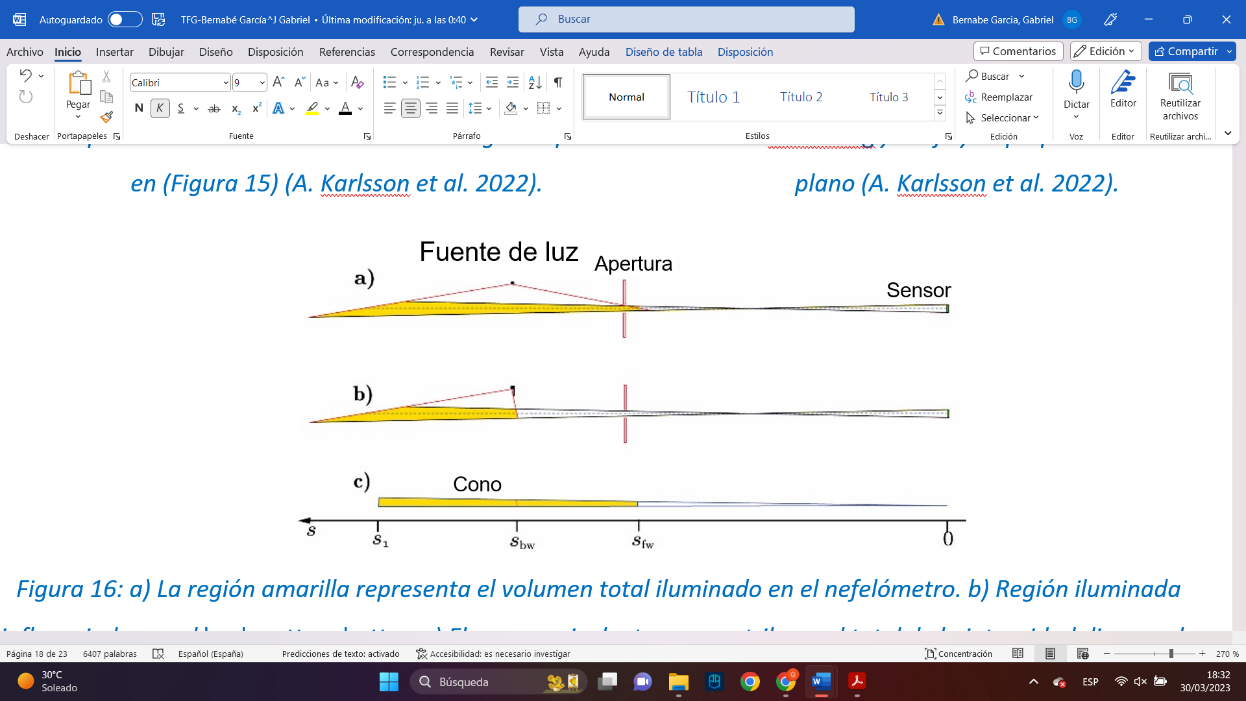 Autoguardado
TFG-Bernabé García^J Gabriel • Última modificación: ju. a las 0:40
Buscar
Bernabe Garcia, Gabriel
BG
Archivo Inicio Insertar Dibujar Diseño Disposición Referencias Correspondencia Revisar Vista Ayuda Diseño de tabla Disposición
Comentarios Edición Compartir
Pegar
Calibri 9
Aa
N K S ab x₂ x² A A
Normal Título 1 Título 2 Título 3
Buscar
Reemplazar
Seleccionar
Dictar
Editor
Reutilizar archivos
Deshacer Portapapeles Fuente Párrafo Estilos Edición Voz Editor Reutilizar archi...
en (Figura 15) (A. Karlsson et al. 2022).
plano (A. Karlsson et al. 2022).
Fuente de luz
Apertura
a)
Sensor
b)
c)
Cono
s s₁ s_bw s_fw 0
Figura 16: a) La región amarilla representa el volumen total iluminado en el nefelómetro. b) Región iluminada
Página 18 de 23 6407 palabras Español (España) Predicciones de texto: activado Accesibilidad: es necesario investigar
Concentración
270 %
30°C
Soleado
Búsqueda
ESP
18:32
30/03/2023